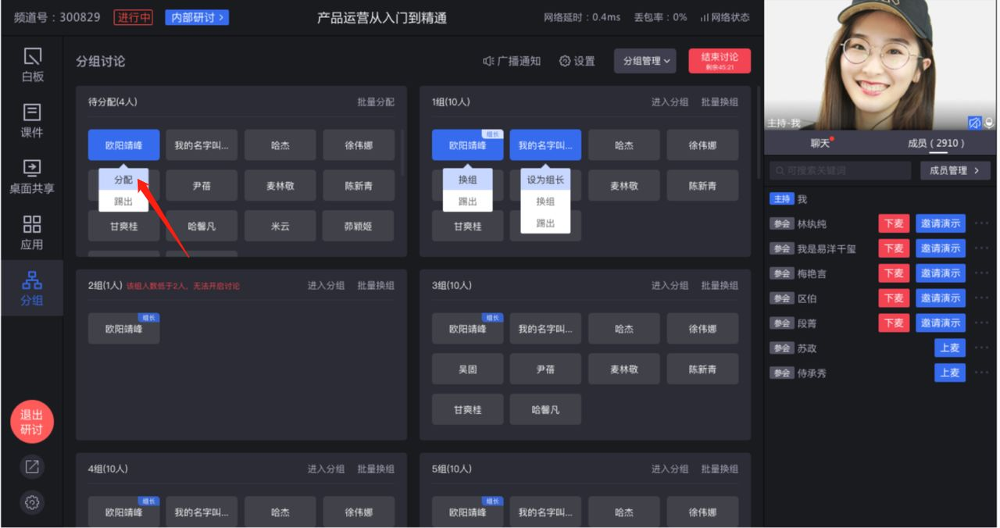 频道号：300829 进行中 内部研讨 > 产品运营从入门到精通 网络延时：0.4ms 丢包率：0% 网络状态
白板
课件
桌面共享
应用
分组
退出
研讨
分组讨论 广播通知 设置 分组管理 结束讨论
剩余45:21
待分配(4人) 批量分配
欧阳靖峰 我的名字叫... 哈杰 徐伟娜
分配 尹蓓 麦林敬 陈新青
踢出
甘爽桂 哈馨凡 米云 茆颖姬
1组(10人) 进入分组 批量换组
组长
欧阳靖峰 我的名字叫... 哈杰 徐伟娜
换组 设为组长 麦林敬 陈新青
踢出 换组
甘爽桂 踢出
2组(1人) 该组人数低于2人，无法开启讨论 进入分组 批量换组
组长
欧阳靖峰
3组(10人) 进入分组 批量换组
组长
欧阳靖峰 我的名字叫... 哈杰 徐伟娜
吴固 尹蓓 麦林敬 陈新青
甘爽桂 哈馨凡
4组(10人) 进入分组 批量换组
组长
欧阳靖峰 我的名字叫... 哈杰 徐伟娜
5组(10人) 进入分组 批量换组
组长
欧阳靖峰 我的名字叫... 哈杰 徐伟娜
主持-我
聊天 成员（2910）
可搜索关键词 成员管理 >
主持 我
参会 林纨纯 下麦 邀请演示 ...
参会 我是易洋千玺 下麦 邀请演示 ...
参会 梅艳言 下麦 邀请演示 ...
参会 区伯 下麦 邀请演示 ...
参会 段菁 下麦 邀请演示 ...
参会 苏政 上麦 ...
参会 侍承秀 上麦 ...